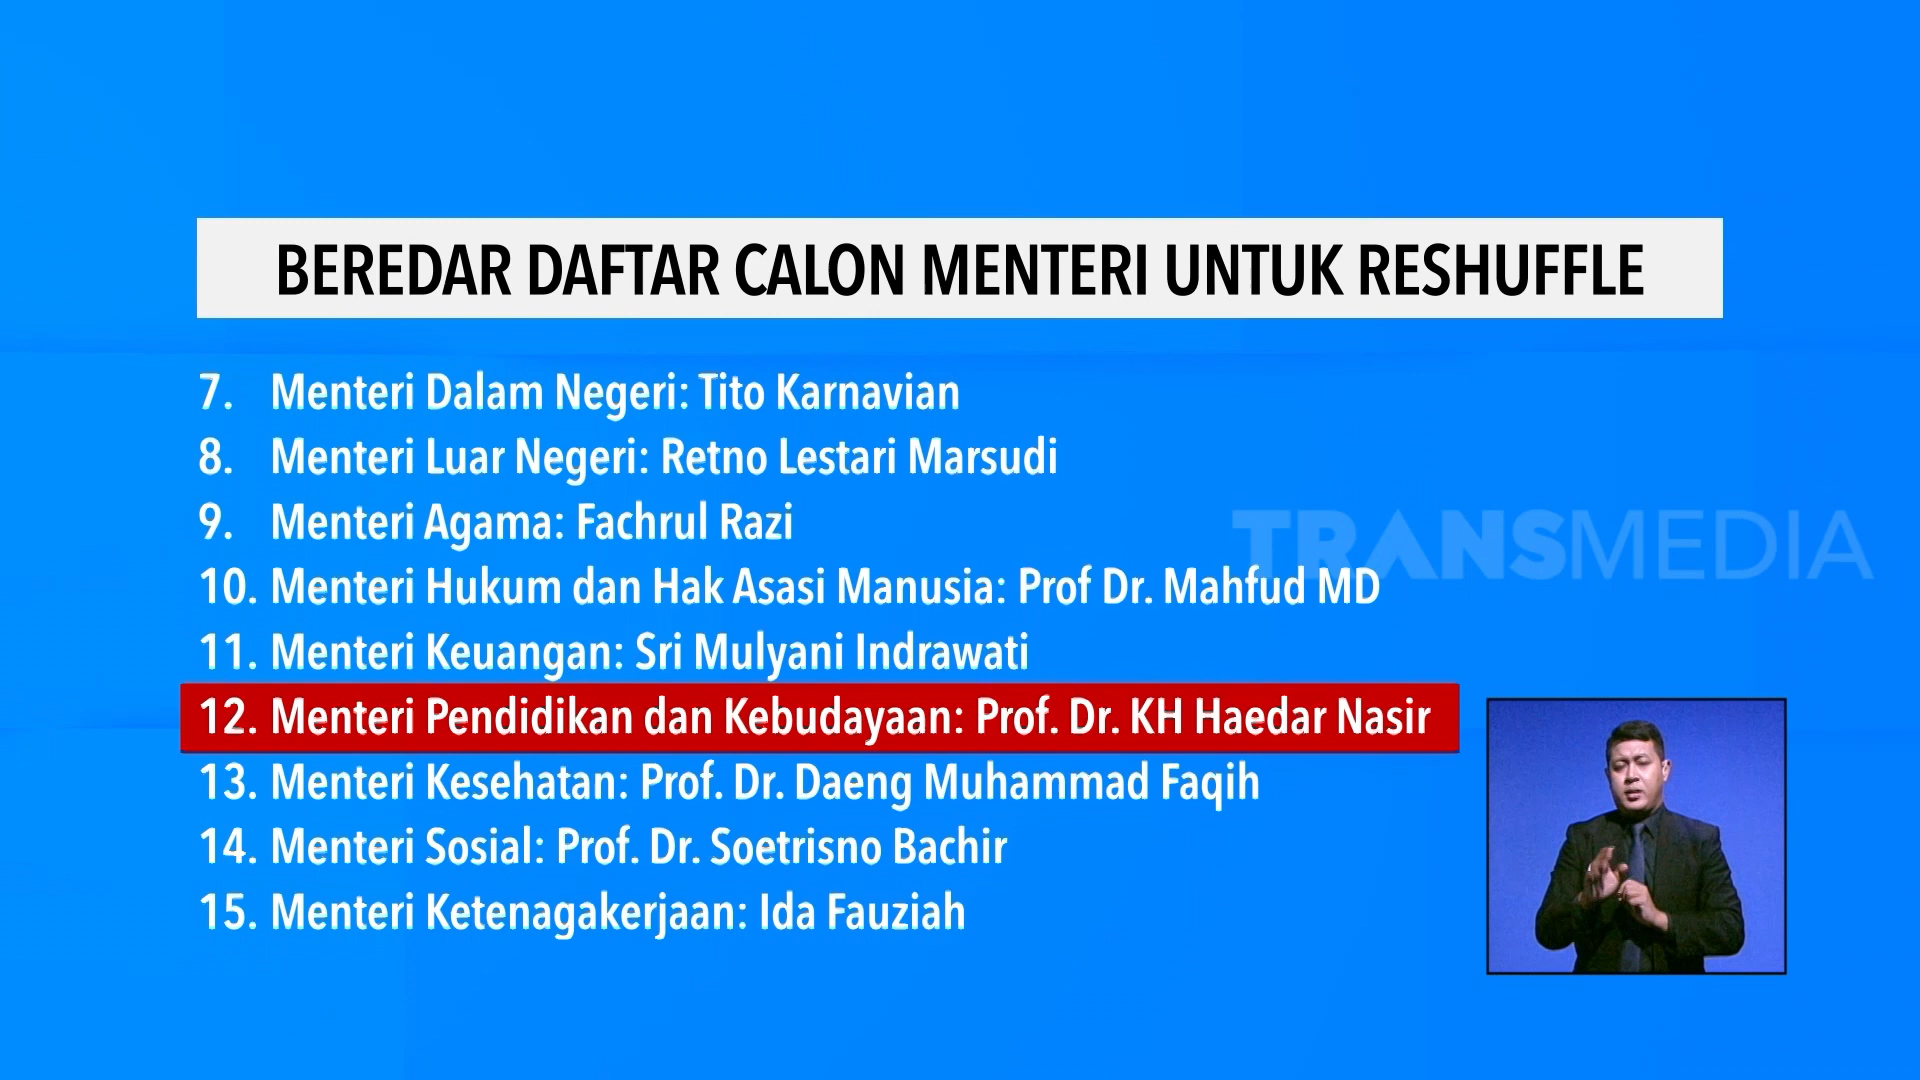 BEREDAR DAFTAR CALON MENTERI UNTUK RESHUFFLE
7. Menteri Dalam Negeri: Tito Karnavian
8. Menteri Luar Negeri: Retno Lestari Marsudi
9. Menteri Agama: Fachrul Razi
TRANSMEDIA
10. Menteri Hukum dan Hak Asasi Manusia: Prof Dr. Mahfud MD
11. Menteri Keuangan: Sri Mulyani Indrawati
12. Menteri Pendidikan dan Kebudayaan: Prof. Dr. KH Haedar Nasir
13. Menteri Kesehatan: Prof. Dr. Daeng Muhammad Faqih
14. Menteri Sosial: Prof. Dr. Soetrisno Bachir
15. Menteri Ketenagakerjaan: Ida Fauziah